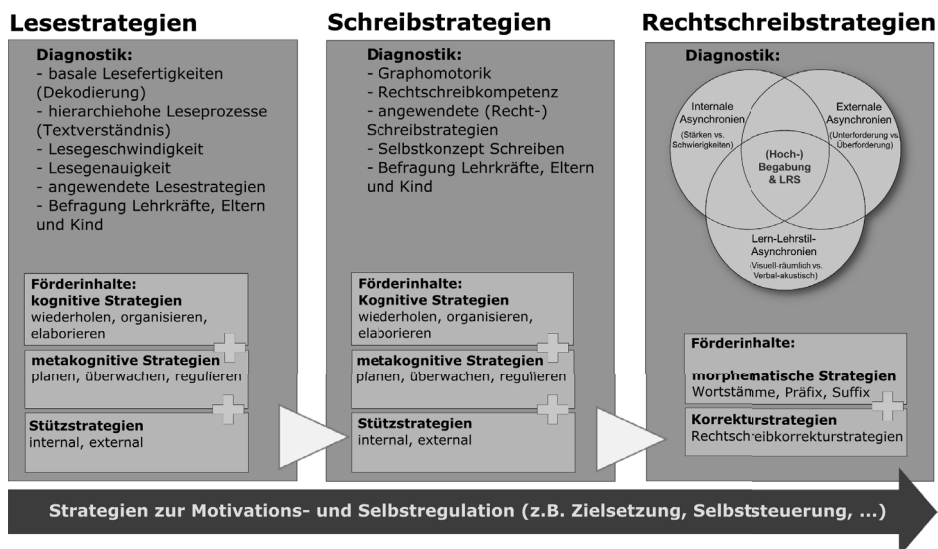 Lesestrategien
Diagnostik:
- basale Lesefertigkeiten
(Dekodierung)
- hierarchiehohe Leseprozesse
(Textverständnis)
- Lesegeschwindigkeit
- Lesegenauigkeit
- angewendete Lesestrategien
- Befragung Lehrkräfte, Eltern
und Kind
Förderinhalte:
kognitive Strategien
wiederholen, organisieren,
elaborieren
metakognitive Strategien
planen, überwachen, regulieren
Stützstrategien
internal, external
Schreibstrategien
Diagnostik:
- Graphomotorik
- Rechtschreibkompetenz
- angewendete (Recht-)
Schreibstrategien
- Selbstkonzept Schreiben
- Befragung Lehrkräfte, Eltern
und Kind
Förderinhalte:
Kognitive Strategien
wiederholen, organisieren,
elaborieren
metakognitive Strategien
planen, überwachen, regulieren
Stützstrategien
internal, external
Rechtschreibstrategien
Diagnostik:
Internale
Asynchronien
(Stärken vs.
Schwierigkeiten)
Externale
Asynchronien
(Unterforderung vs.
Überforderung)
(Hoch-)
Begabung
& LRS
Lern-Lehrstil-
Asynchronien
(Visuell-räumlich vs.
Verbal-akustisch)
Förderinhalte:
morphematische Strategien
Wortstämme, Präfix, Suffix
Korrekturstrategien
Rechtschreibkorrekturstrategien
Strategien zur Motivations- und Selbstregulation (z.B. Zielsetzung, Selbststeuerung, ...)